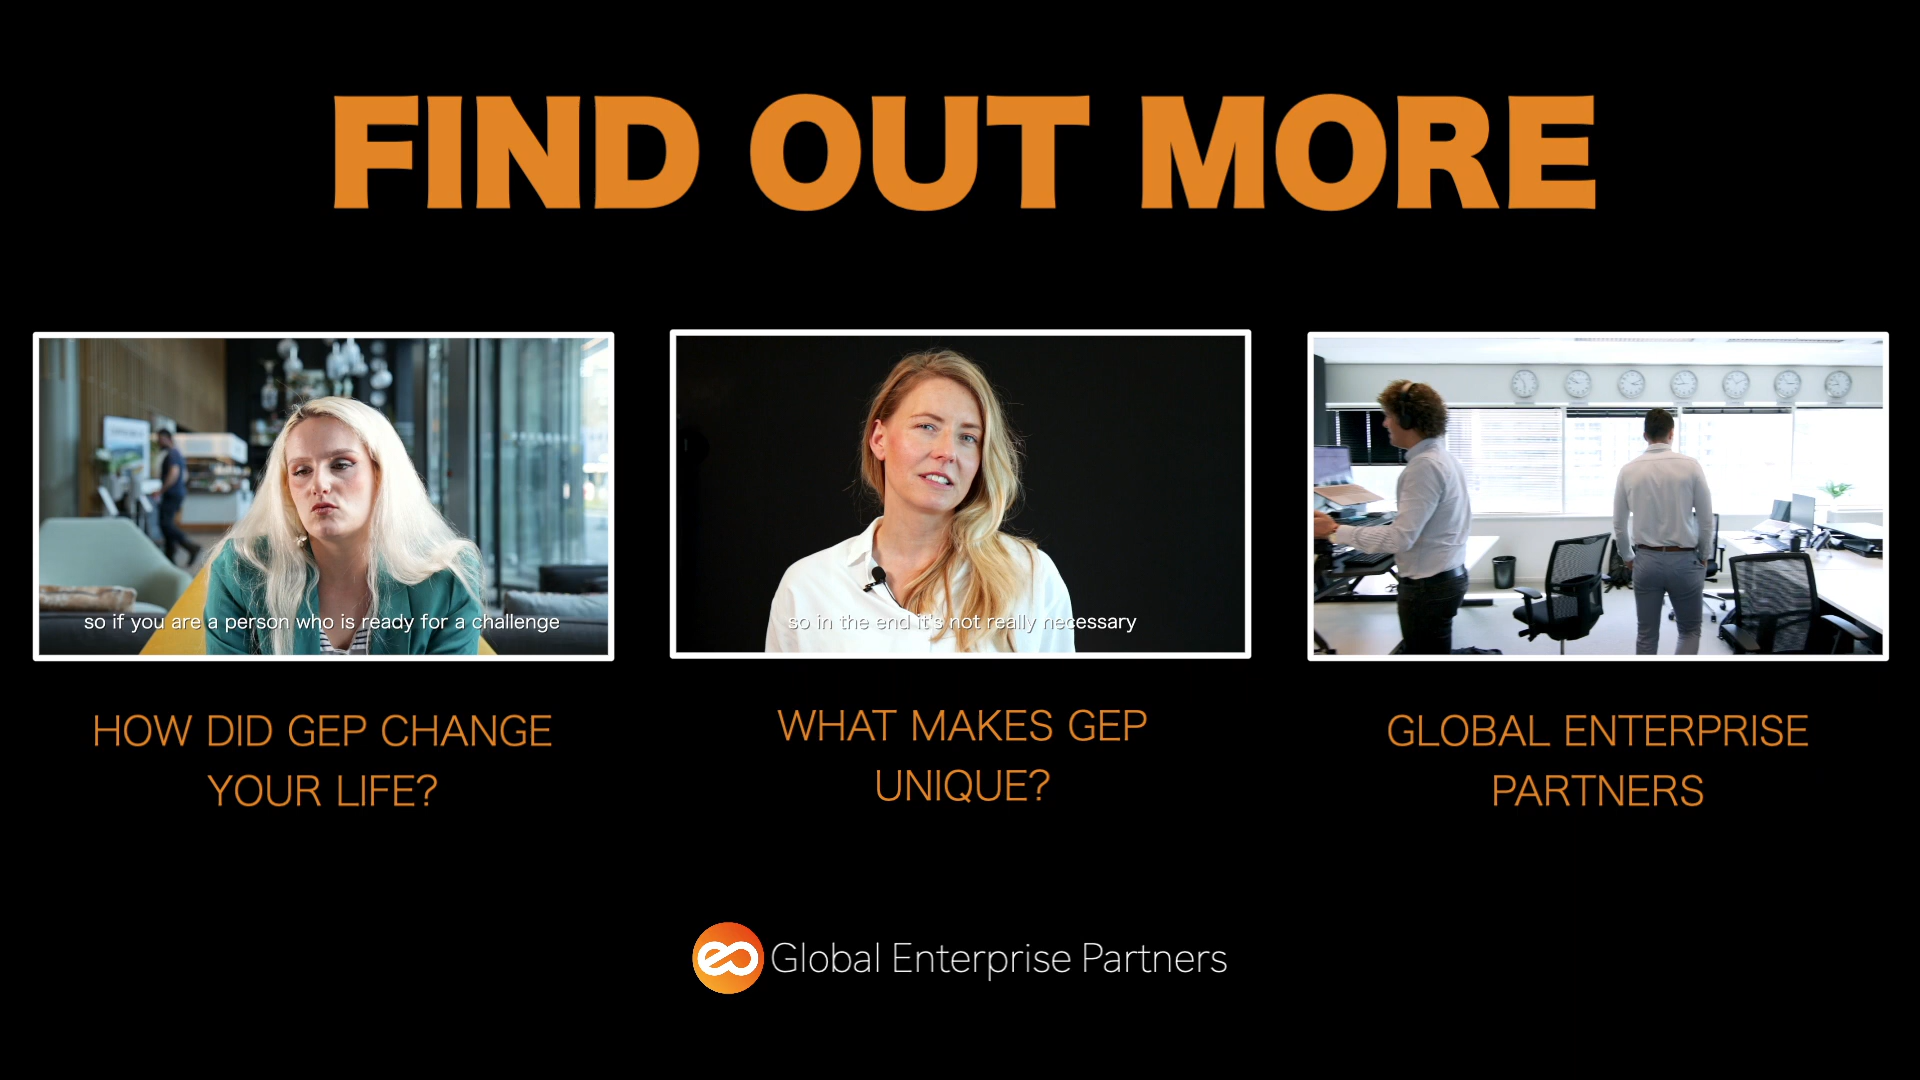 FIND OUT MORE
so if you are a person who is ready for a challenge
so in the end it's not really necessary
HOW DID GEP CHANGE
YOUR LIFE?
WHAT MAKES GEP
UNIQUE?
GLOBAL ENTERPRISE
PARTNERS
Global Enterprise Partners